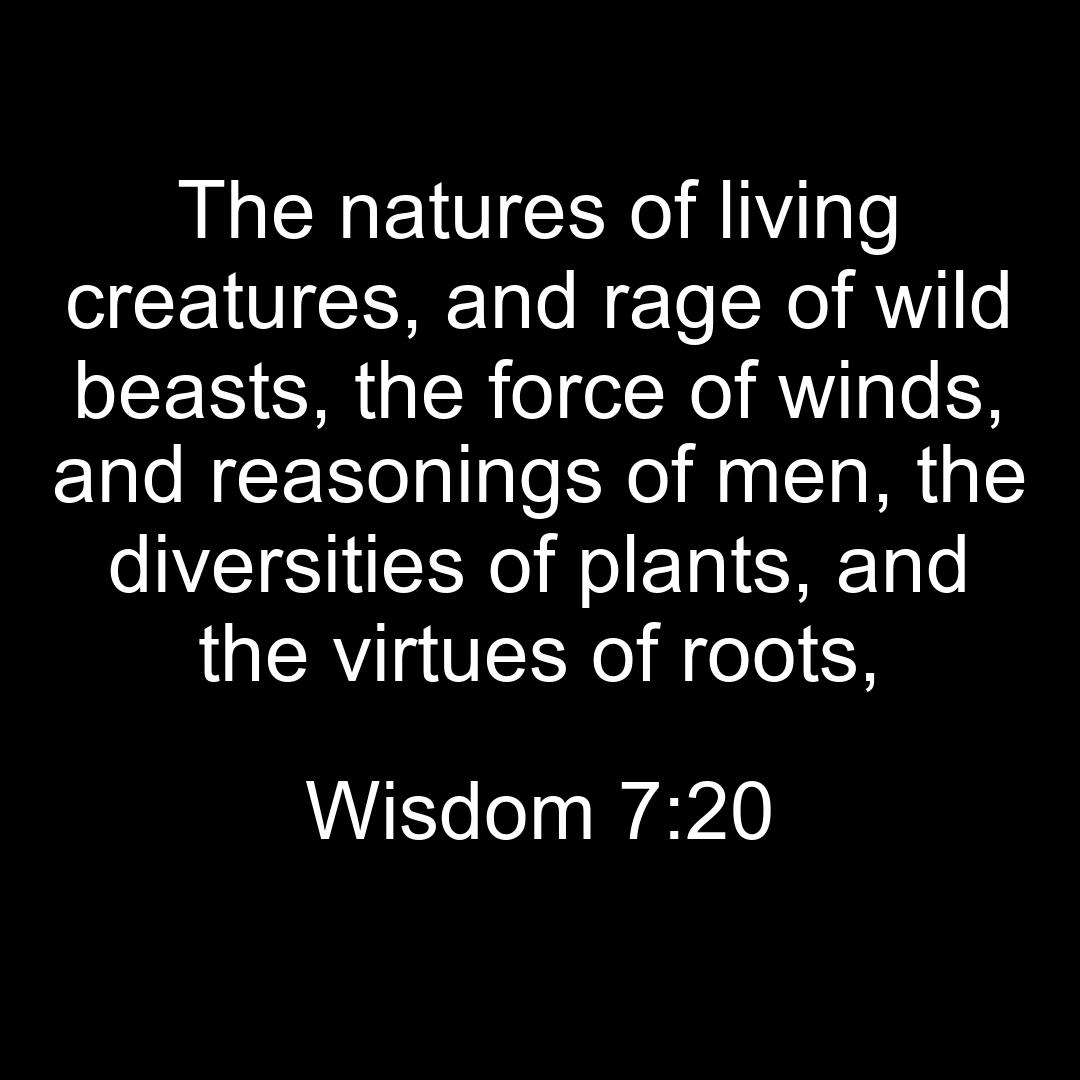 The natures of living
creatures, and rage of wild
beasts, the force of winds,
and reasonings of men, the
diversities of plants, and
the virtues of roots,
Wisdom 7:20